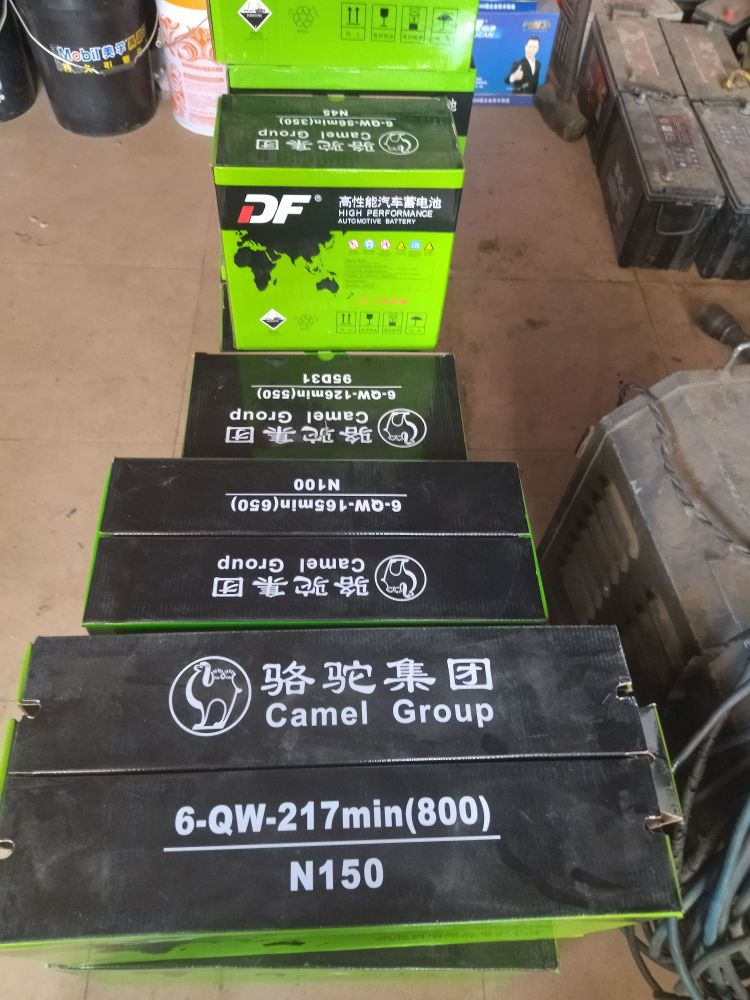 Mobil 美孚
6-QW-56min(350)
N45
骆驼集团
Camel Group
DF®
高性能汽车蓄电池
HIGH PERFORMANCE
AUTOMOTIVE BATTERY
骆驼集团
Camel Group
6-QW-126min(550)
95D31
骆驼集团
Camel Group
6-QW-165min(650)
N100
骆驼集团
Camel Group
6-QW-217min(800)
N150